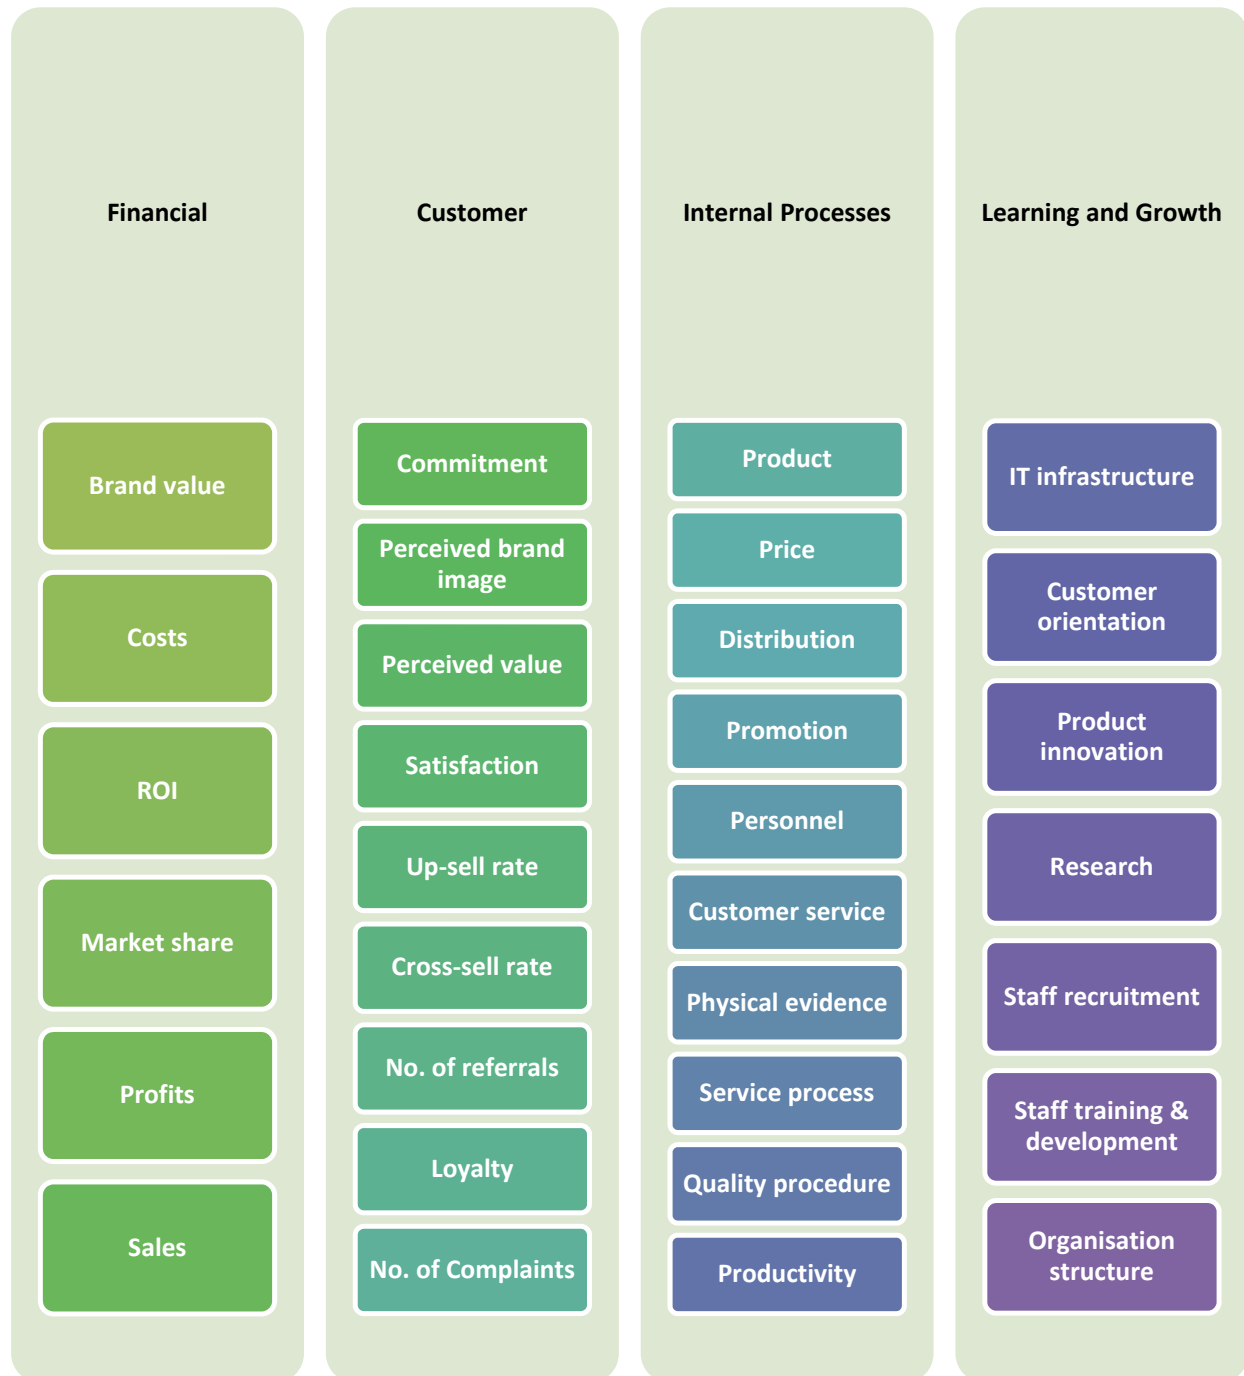 Financial
Brand value
Costs
ROI
Market share
Profits
Sales
Customer
Commitment
Perceived brand
image
Perceived value
Satisfaction
Up-sell rate
Cross-sell rate
No. of referrals
Loyalty
No. of Complaints
Internal Processes
Product
Price
Distribution
Promotion
Personnel
Customer service
Physical evidence
Service process
Quality procedure
Productivity
Learning and Growth
IT infrastructure
Customer
orientation
Product
innovation
Research
Staff recruitment
Staff training &
development
Organisation
structure